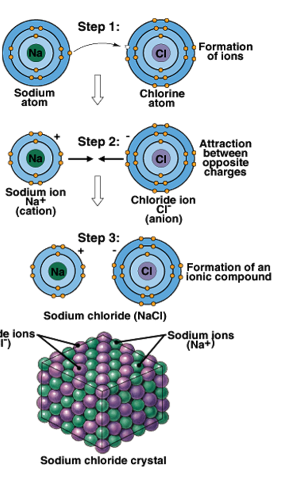 Step 1:
Na
Cl
Formation
of ions
Sodium
atom
Chlorine
atom
Step 2:
+
-
Na
Cl
Attraction
between
opposite
charges
Sodium ion
Na+
(cation)
Chloride ion
Cl-
(anion)
Step 3:
+
-
Na
Cl
Formation of an
ionic compound
Sodium chloride (NaCl)
de ions
l-)
Sodium ions
(Na+)
Sodium chloride crystal